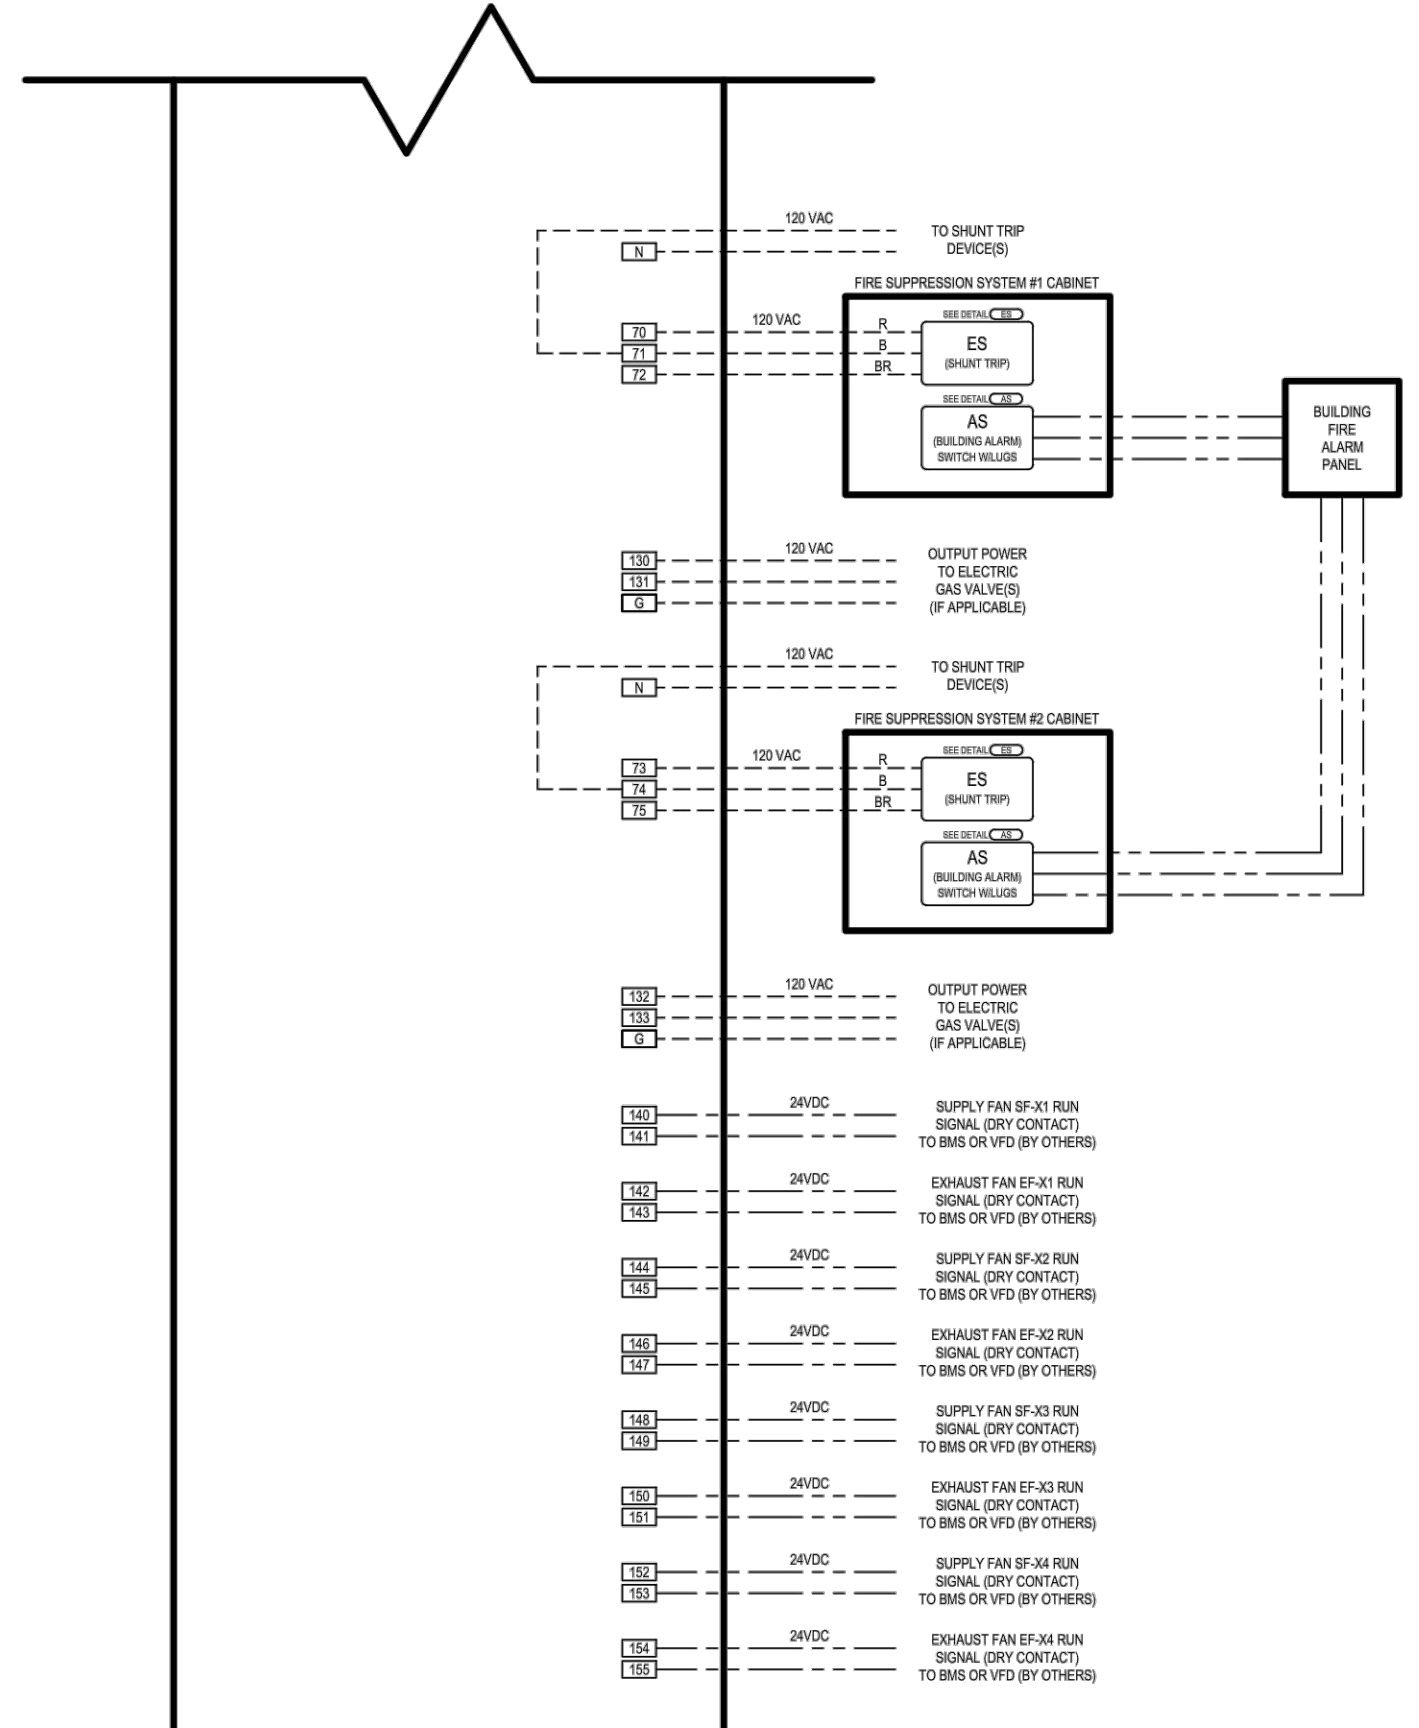 120 VAC
TO SHUNT TRIP
DEVICE(S)
N
FIRE SUPPRESSION SYSTEM #1 CABINET
SEE DETAIL ES
120 VAC
R
70
ES
B
71
(SHUNT TRIP)
BR
72
SEE DETAIL AS
AS
(BUILDING ALARM)
SWITCH W/LUGS
BUILDING
FIRE
ALARM
PANEL
120 VAC
130
131
G
OUTPUT POWER
TO ELECTRIC
GAS VALVE(S)
(IF APPLICABLE)
120 VAC
TO SHUNT TRIP
DEVICE(S)
N
FIRE SUPPRESSION SYSTEM #2 CABINET
SEE DETAIL ES
120 VAC
R
73
ES
B
74
(SHUNT TRIP)
BR
75
SEE DETAIL AS
AS
(BUILDING ALARM)
SWITCH W/LUGS
120 VAC
132
133
G
OUTPUT POWER
TO ELECTRIC
GAS VALVE(S)
(IF APPLICABLE)
24VDC
140
141
SUPPLY FAN SF-X1 RUN
SIGNAL (DRY CONTACT)
TO BMS OR VFD (BY OTHERS)
24VDC
142
143
EXHAUST FAN EF-X1 RUN
SIGNAL (DRY CONTACT)
TO BMS OR VFD (BY OTHERS)
24VDC
144
145
SUPPLY FAN SF-X2 RUN
SIGNAL (DRY CONTACT)
TO BMS OR VFD (BY OTHERS)
24VDC
146
147
EXHAUST FAN EF-X2 RUN
SIGNAL (DRY CONTACT)
TO BMS OR VFD (BY OTHERS)
24VDC
148
149
SUPPLY FAN SF-X3 RUN
SIGNAL (DRY CONTACT)
TO BMS OR VFD (BY OTHERS)
24VDC
150
151
EXHAUST FAN EF-X3 RUN
SIGNAL (DRY CONTACT)
TO BMS OR VFD (BY OTHERS)
24VDC
152
153
SUPPLY FAN SF-X4 RUN
SIGNAL (DRY CONTACT)
TO BMS OR VFD (BY OTHERS)
24VDC
154
155
EXHAUST FAN EF-X4 RUN
SIGNAL (DRY CONTACT)
TO BMS OR VFD (BY OTHERS)